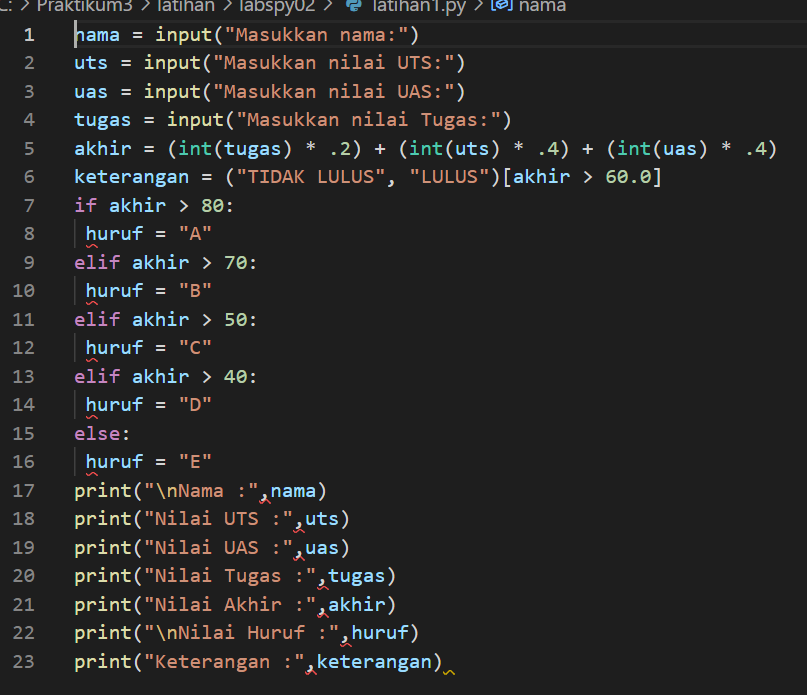 C: > Praktikum3 > latihan > labspy02 > latihan1.py > nama
1 nama = input("Masukkan nama:")
2 uts = input("Masukkan nilai UTS:")
3 uas = input("Masukkan nilai UAS:")
4 tugas = input("Masukkan nilai Tugas:")
5 akhir = (int(tugas) * .2) + (int(uts) * .4) + (int(uas) * .4)
6 keterangan = ("TIDAK LULUS", "LULUS")[akhir > 60.0]
7 if akhir > 80:
8  huruf = "A"
9 elif akhir > 70:
10  huruf = "B"
11 elif akhir > 50:
12  huruf = "C"
13 elif akhir > 40:
14  huruf = "D"
15 else:
16  huruf = "E"
17 print("\nNama :",nama)
18 print("Nilai UTS :",uts)
19 print("Nilai UAS :",uas)
20 print("Nilai Tugas :",tugas)
21 print("Nilai Akhir :",akhir)
22 print("\nNilai Huruf :",huruf)
23 print("Keterangan :",keterangan)